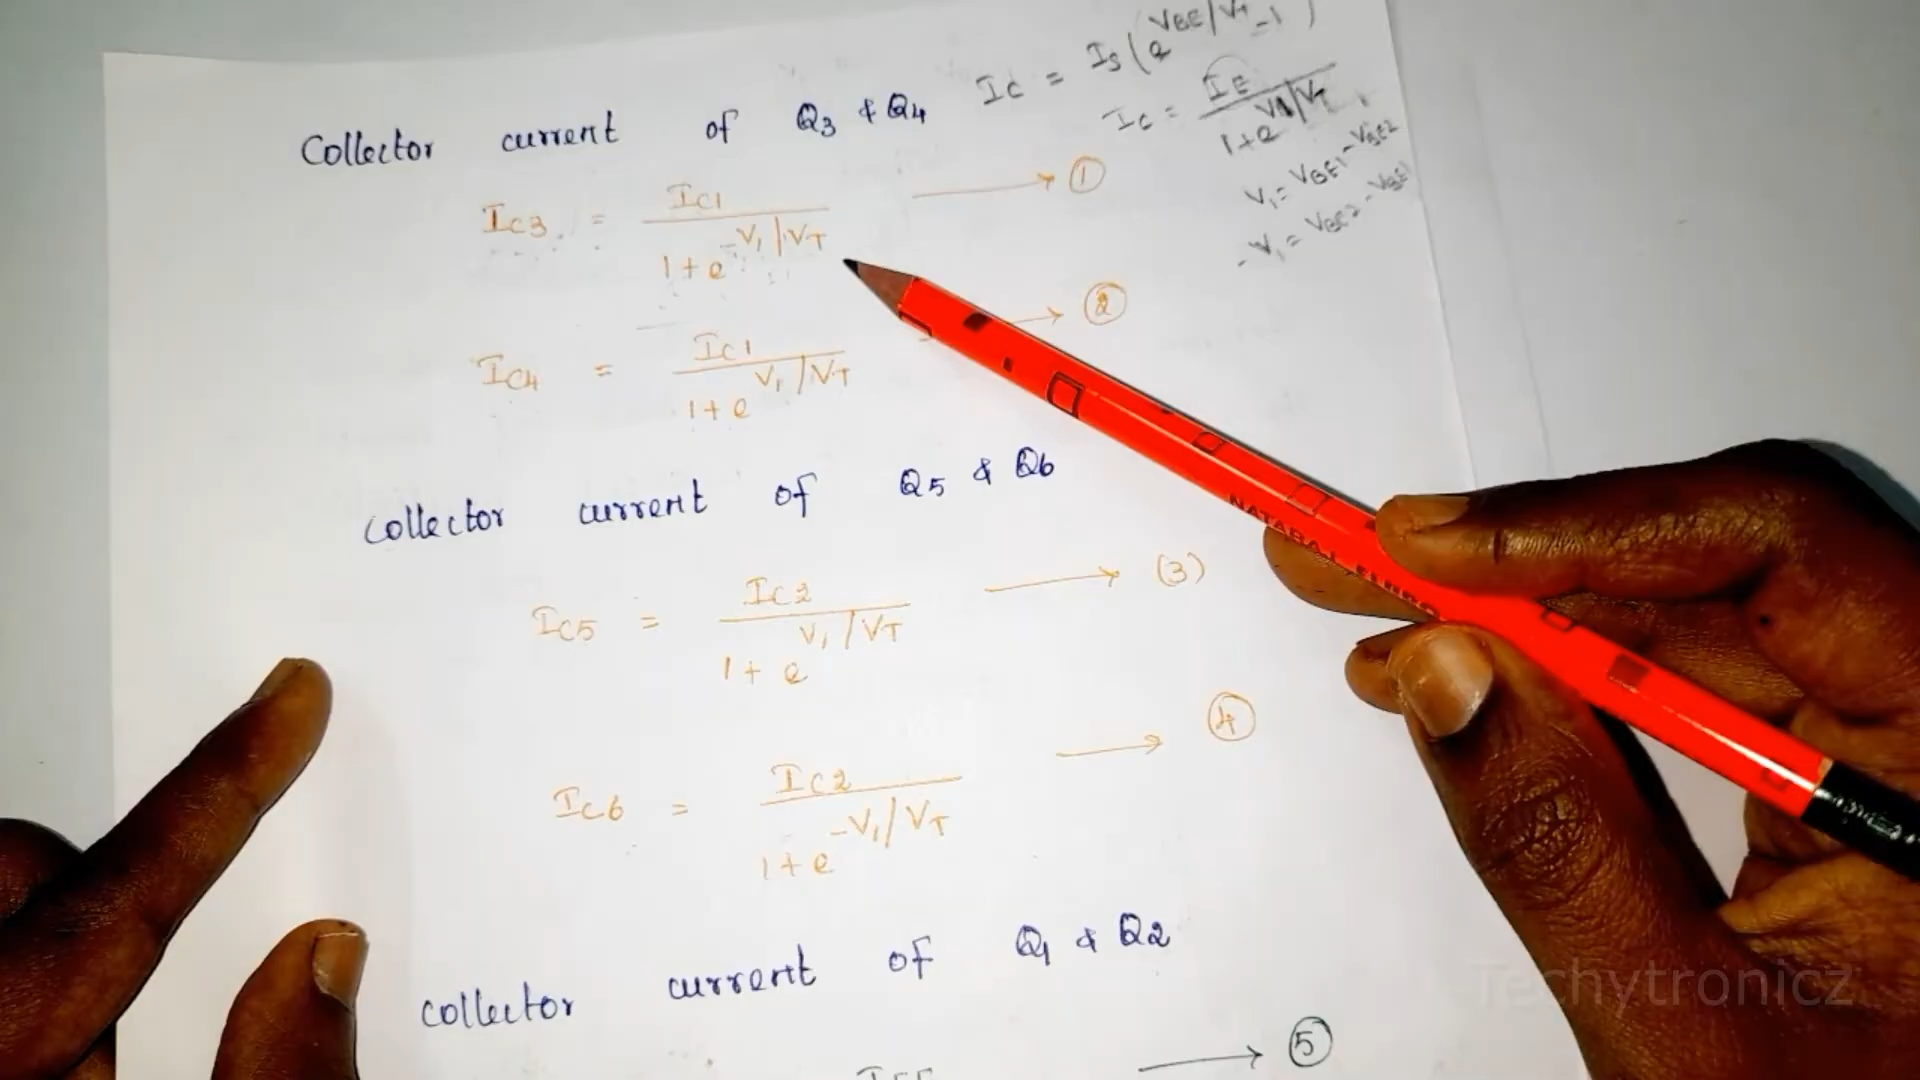 Collector current of Q3 & Q4
IC = IS (e^VBE/VT - 1)
IC = IE / 1+e^V1/VT
V1 = VBE1 - VBE2
-V1 = VBE2 - VBE1
IC3 = IC1 / 1+e^-V1/VT → ①
IC4 = IC1 / 1+e^V1/VT → ②
Collector current of Q5 & Q6
IC5 = IC2 / 1+e^V1/VT → (3)
IC6 = IC2 / 1+e^-V1/VT → ④
Collector current of Q1 & Q2
→ ⑤
NATARAJ
Techytronicz